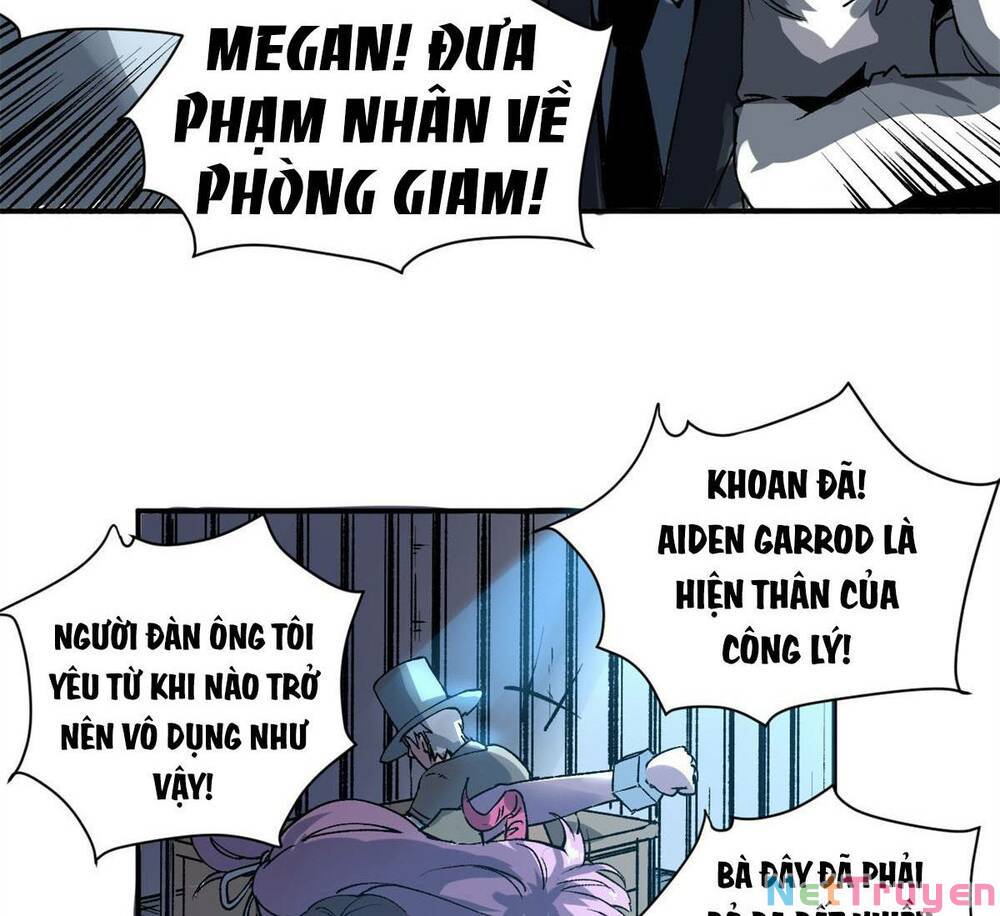 MEGAN! ĐƯA
PHẠM NHÂN VỀ
PHÒNG GIAM!
KHOAN ĐÃ!
AIDEN GARROD LÀ
HIỆN THÂN CỦA
CÔNG LÝ!
NGƯỜI ĐÀN ÔNG TÔI
YÊU TỪ KHI NÀO TRỞ
NÊN VÔ DỤNG NHƯ
VẬY!
BÀ ĐÂY ĐÃ PHẢI
NetTruyen